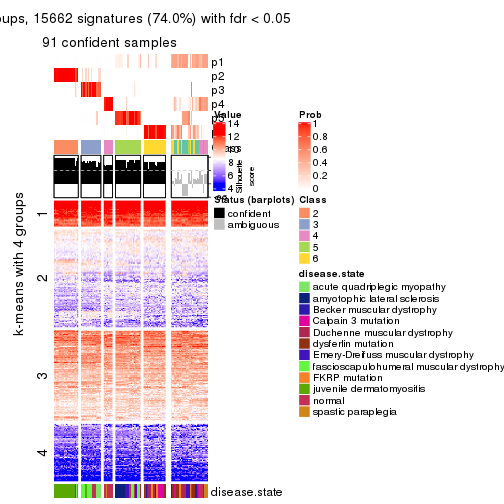 oups, 15662 signatures (74.0%) with fdr < 0.05
91 confident samples
p1
p2
p3
p4
Value
14
12
10
8
6
4
Silhouette
score
Prob
1
0.8
0.6
0.4
0.2
0
Status (barplots)
confident
ambiguous
Class
2
3
4
5
6
disease.state
acute quadriplegic myopathy
amyotophic lateral sclerosis
Becker muscular dystrophy
Calpain 3 mutation
Duchenne muscular dystrophy
dysferlin mutation
Emery-Dreifuss muscular dystrophy
fascioscapulohumeral muscular dystrophy
FKRP mutation
juvenile dermatomyositis
normal
spastic paraplegia
k-means with 4 groups
1
2
3
4
disease.state